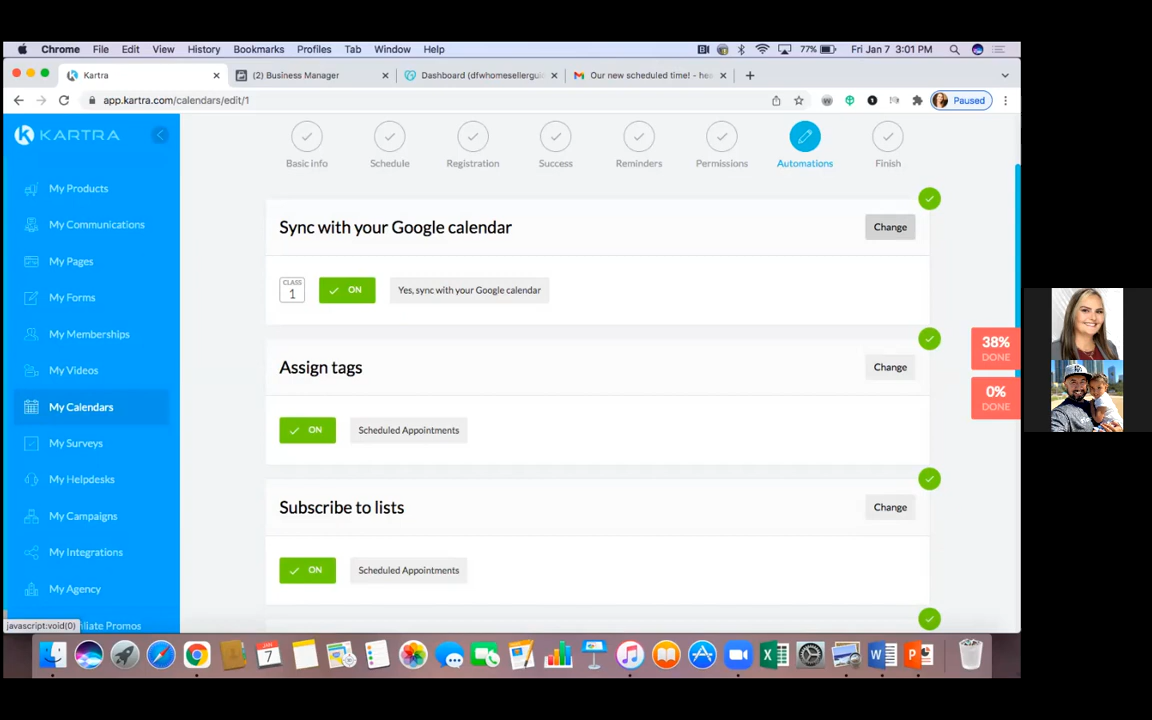 Chrome File Edit View History Bookmarks Profiles Tab Window Help 77% Fri Jan 7 3:01 PM
Kartra (2) Business Manager Dashboard (dfwhomesellergui Our new scheduled time! - hea
app.kartra.com/calendars/edit/1 Paused
KARTRA
Basic info Schedule Registration Success Reminders Permissions Automations Finish
My Products
My Communications
My Pages
My Forms
My Memberships
My Videos
My Calendars
My Surveys
My Helpdesks
My Campaigns
My Integrations
My Agency
iliate Promos
javascript:void(0)
Sync with your Google calendar Change
CLASS
1
ON Yes, sync with your Google calendar
Assign tags Change
ON Scheduled Appointments
Subscribe to lists Change
ON Scheduled Appointments
38%
DONE
0%
DONE
JAN
7